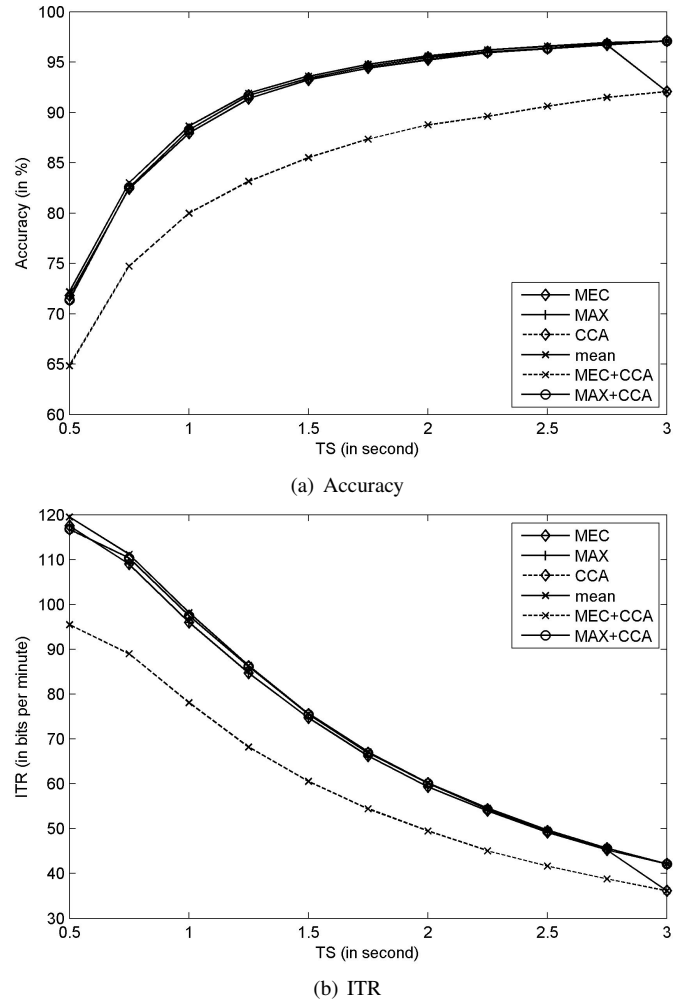 100
95
90
85
80
75
70
65
60
Accuracy (in %)
0.5 1 1.5 2 2.5 3
TS (in second)
MEC
MAX
CCA
mean
MEC+CCA
MAX+CCA
(a) Accuracy
120
110
100
90
80
70
60
50
40
30
ITR (in bits per minute)
0.5 1 1.5 2 2.5 3
TS (in second)
MEC
MAX
CCA
mean
MEC+CCA
MAX+CCA
(b) ITR